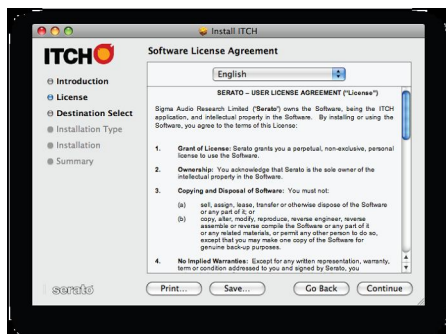 Install ITCH
ITCH
Software License Agreement
English
Introduction
License
Destination Select
Installation Type
Installation
Summary
SERATO – USER LICENSE AGREEMENT ("License")
Sigma Audio Research Limited ("Serato") owns the Software, being the ITCH
application, and intellectual property in the Software. By installing or using the
Software, you agree to the terms of this License:
1. Grant of License: Serato grants you a perpetual, non-exclusive, personal
license to use the Software.
2. Ownership: You acknowledge that Serato is the sole owner of the
intellectual property in the Software.
3. Copying and Disposal of Software: You must not:
(a) sell, assign, lease, transfer or otherwise dispose of the Software
or any part of it; or
(b) copy, alter, modify, reproduce, reverse engineer, reverse
assemble or reverse compile the Software or any part of it
or any related materials, or permit any other person to do so,
except that you may make one copy of the Software for
genuine back-up purposes.
4. No Implied Warranties: Except for any written representation, warranty,
term or condition addressed to you and signed by Serato, you
serato
Print...
Save...
Go Back
Continue